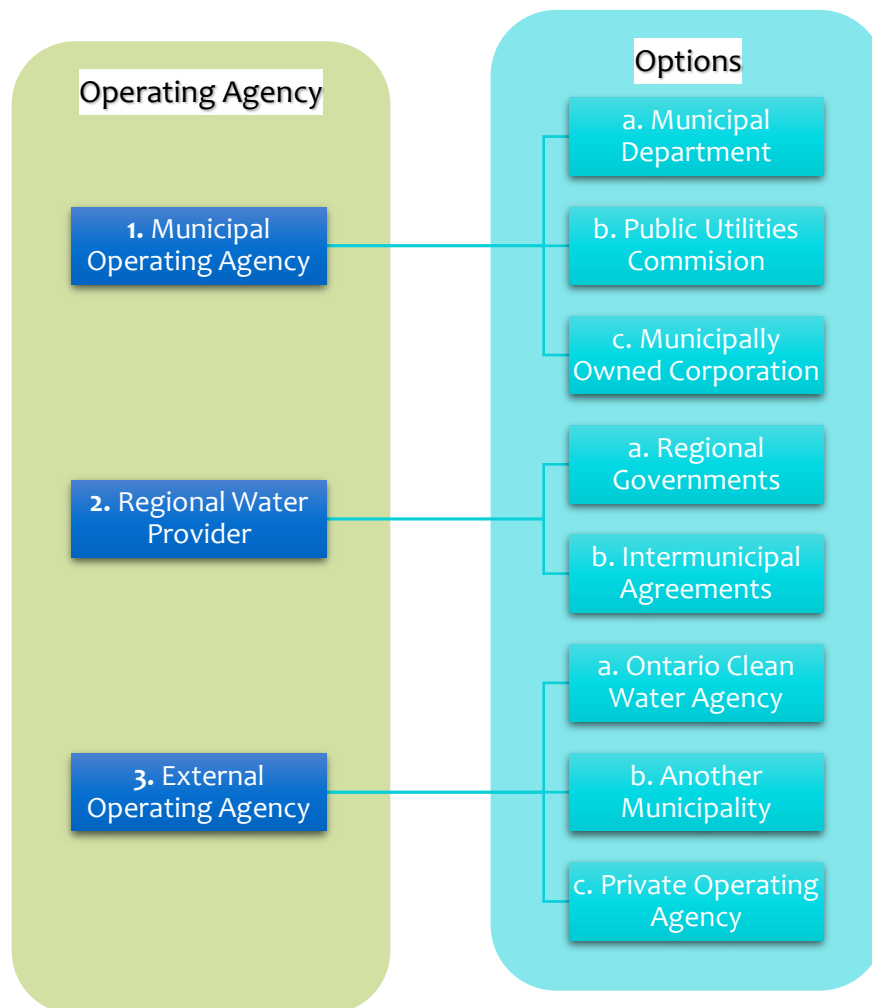 Operating Agency
Options
1. Municipal
Operating Agency
a. Municipal
Department
b. Public Utilities
Commision
c. Municipally
Owned Corporation
2. Regional Water
Provider
a. Regional
Governments
b. Intermunicipal
Agreements
3. External
Operating Agency
a. Ontario Clean
Water Agency
b. Another
Municipality
c. Private Operating
Agency